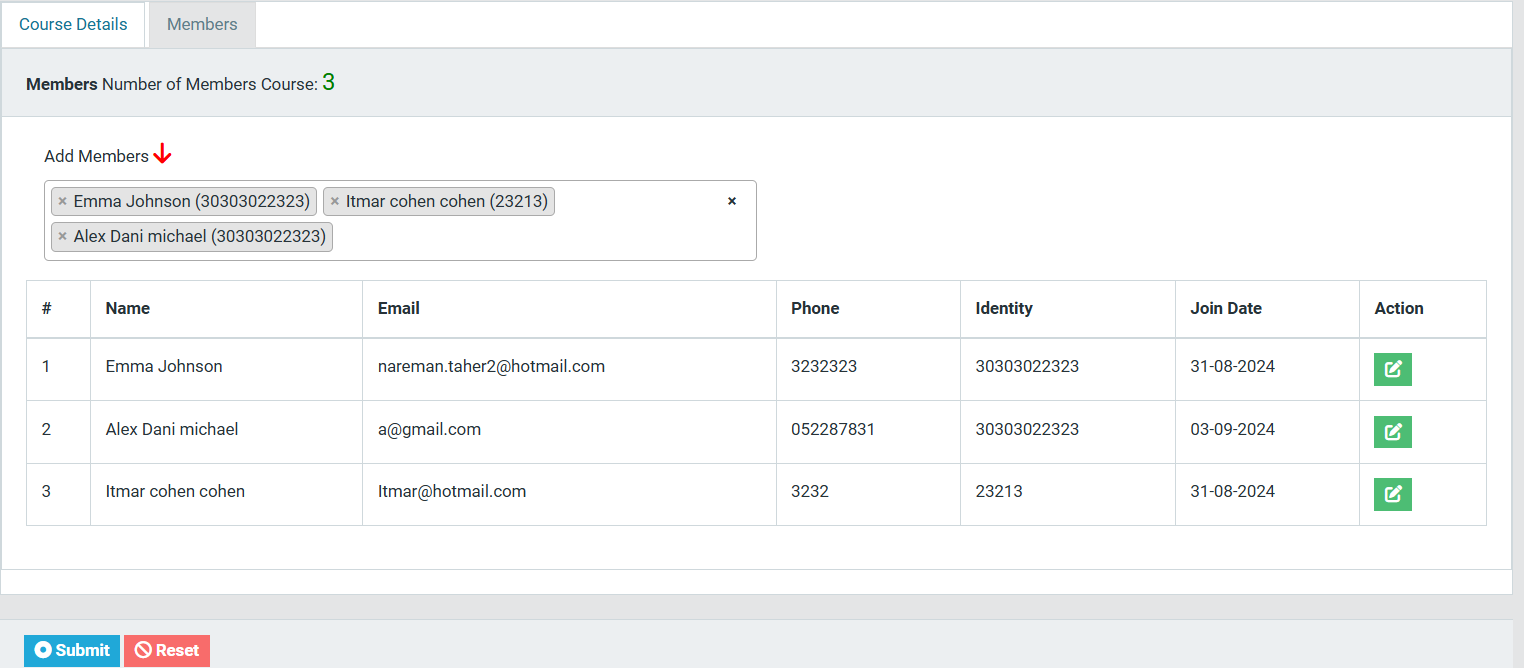 Course Details Members
Members Number of Members Course: 3
Add Members
× Emma Johnson (30303022323) × Itmar cohen cohen (23213) ×
× Alex Dani michael (30303022323)
# Name Email Phone Identity Join Date Action
1 Emma Johnson nareman.taher2@hotmail.com 3232323 30303022323 31-08-2024
2 Alex Dani michael a@gmail.com 052287831 30303022323 03-09-2024
3 Itmar cohen cohen Itmar@hotmail.com 3232 23213 31-08-2024
Submit Reset